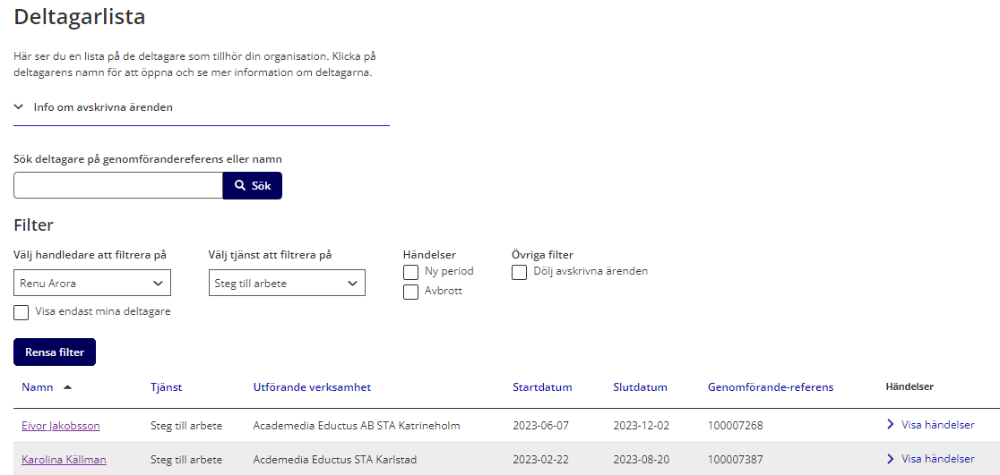 Deltagarlista
Här ser du en lista på de deltagare som tillhör din organisation. Klicka på
deltagarens namn för att öppna och se mer information om deltagarna.
Info om avskrivna ärenden
Sök deltagare på genomförandereferens eller namn
Sök
Filter
Välj handledare att filtrera på Välj tjänst att filtrera på Händelser Övriga filter
Renu Arora Steg till arbete Ny period Dölj avskrivna ärenden
Avbrott
Visa endast mina deltagare
Rensa filter
Namn Tjänst Utförande verksamhet Startdatum Slutdatum Genomförande-referens Händelser
Eivor Jakobsson Steg till arbete Academedia Eductus AB STA Katrineholm 2023-06-07 2023-12-02 100007268 Visa händelser
Karolina Källman Steg till arbete Acdemedia Eductus STA Karlstad 2023-02-22 2023-08-20 100007387 Visa händelser